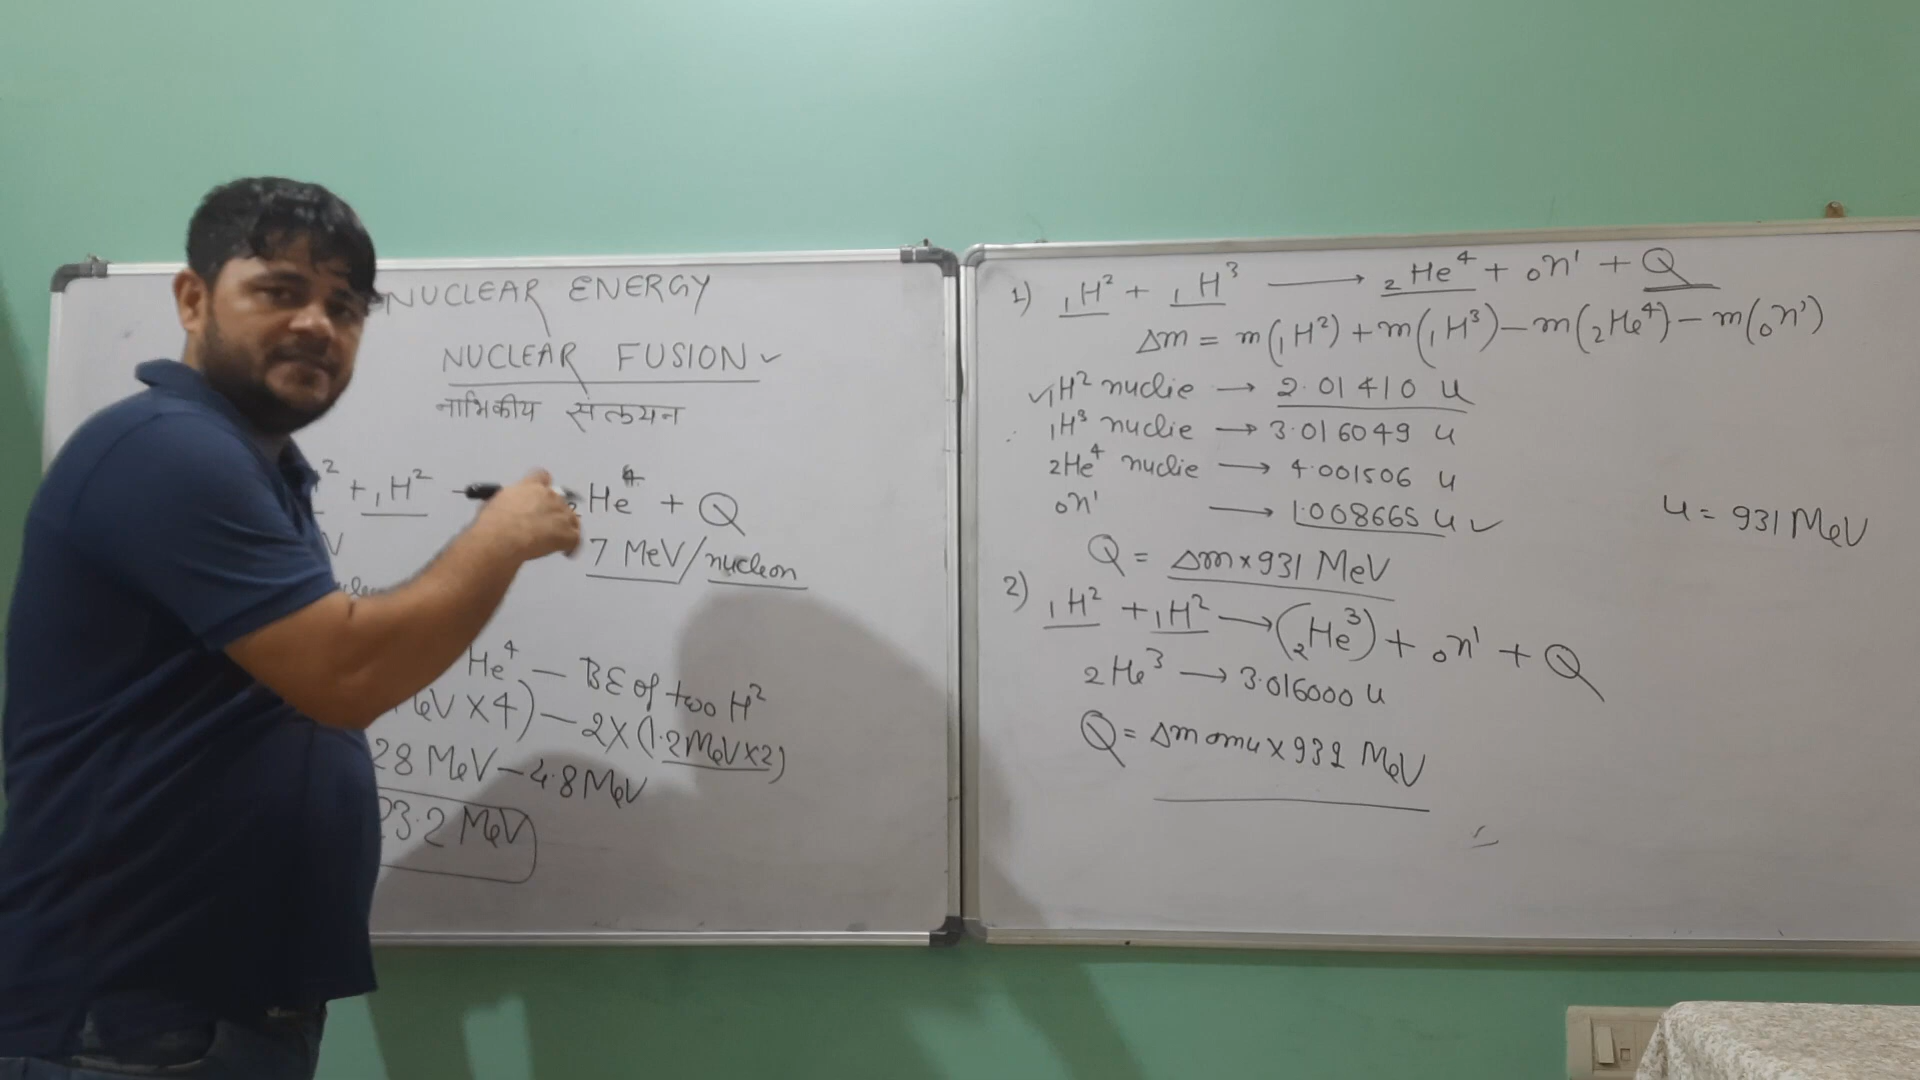 NUCLEAR ENERGY
NUCLEAR FUSION ✓
नाभिकीय संलयन
² + ₁H² He⁴ + Q
7 MeV/nucleon
He⁴ — BE of two H²
MeV × 4) — 2 × (1.2 MeV × 2)
28 MeV — 4.8 MeV
23.2 MeV
1) ₁H² + ₁H³ ⟶ ₂He⁴ + ₀n¹ + Q
Δm = m(₁H²) + m(₁H³) — m(₂He⁴) — m(₀n¹)
✓₁H² nuclie → 2.01410 u
₁H³ nuclie → 3.016049 u
₂He⁴ nuclie → 4.001506 u
₀n¹ → 1.008665 u ✓
u = 931 MeV
Q = Δm × 931 MeV
2) ₁H² + ₁H² → (₂He³) + ₀n¹ + Q
₂He³ → 3.016000 u
Q = Δm amu × 931 MeV